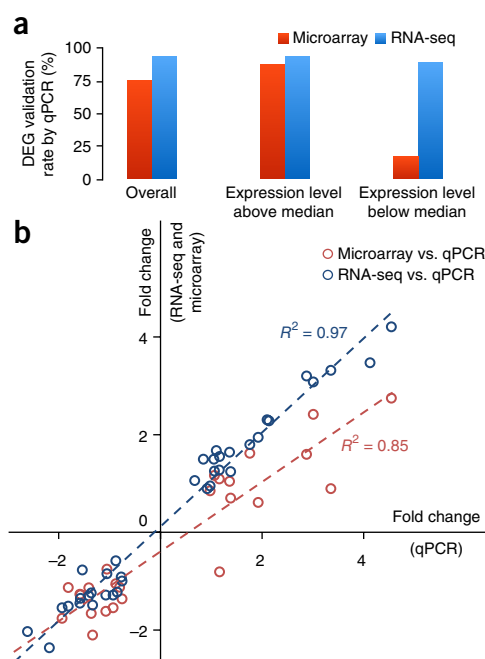 a
Microarray RNA-seq
DEG validation
rate by qPCR (%)
100
75
50
25
0
Overall
Expression level
above median
Expression level
below median
b
Fold change
(RNA-seq and
microarray)
Microarray vs. qPCR
RNA-seq vs. qPCR
4
R² = 0.97
2
R² = 0.85
0
Fold change
(qPCR)
–2
2
4
–2